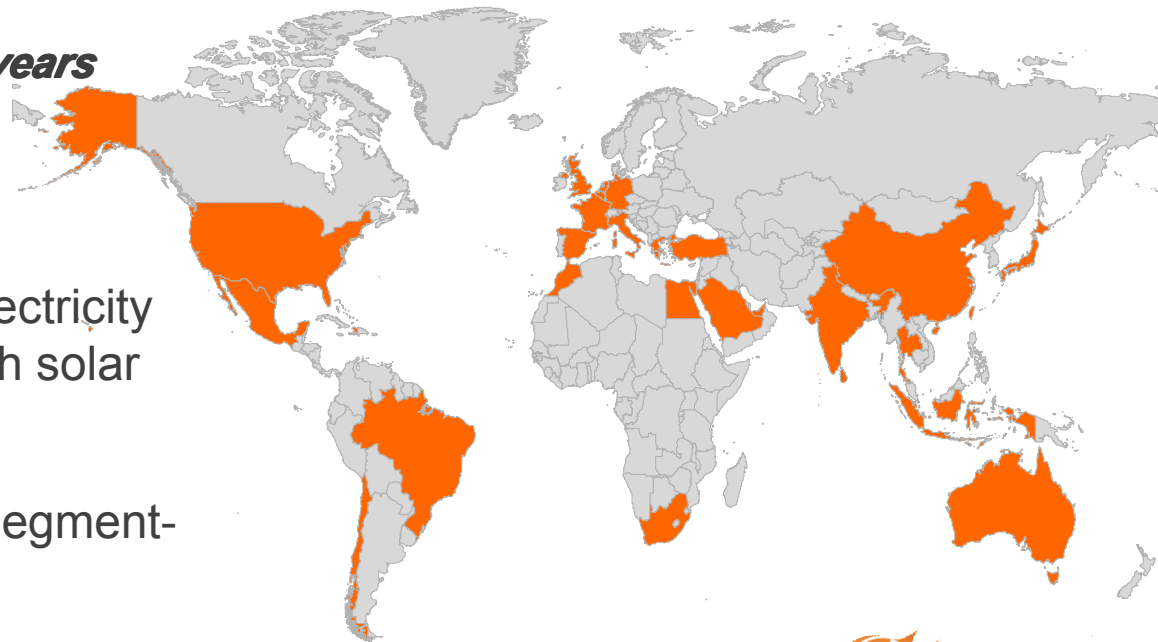 years
ectricity
h solar
egment-